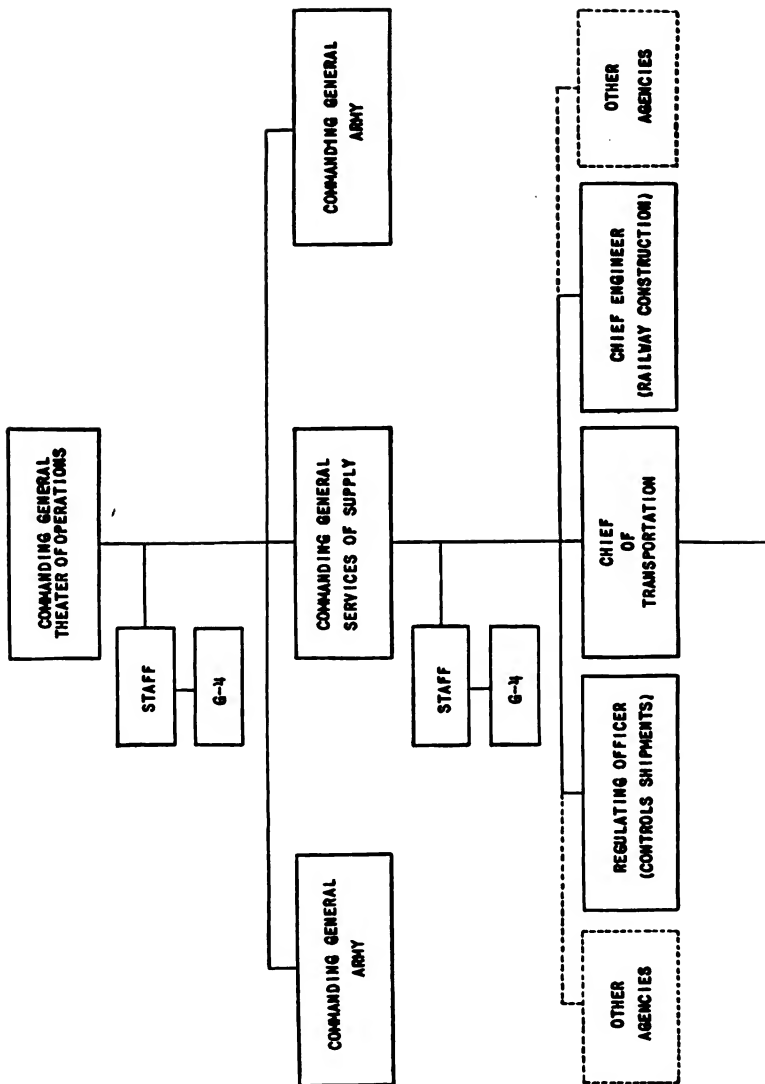 COMMANDING GENERAL
THEATER OF OPERATIONS
STAFF
G-4
COMMANDING GENERAL
ARMY
COMMANDING GENERAL
SERVICES OF SUPPLY
COMMANDING GENERAL
ARMY
STAFF
G-4
OTHER
AGENCIES
REGULATING OFFICER
(CONTROLS SHIPMENTS)
CHIEF
OF
TRANSPORTATION
CHIEF ENGINEER
(RAILWAY CONSTRUCTION)
OTHER
AGENCIES